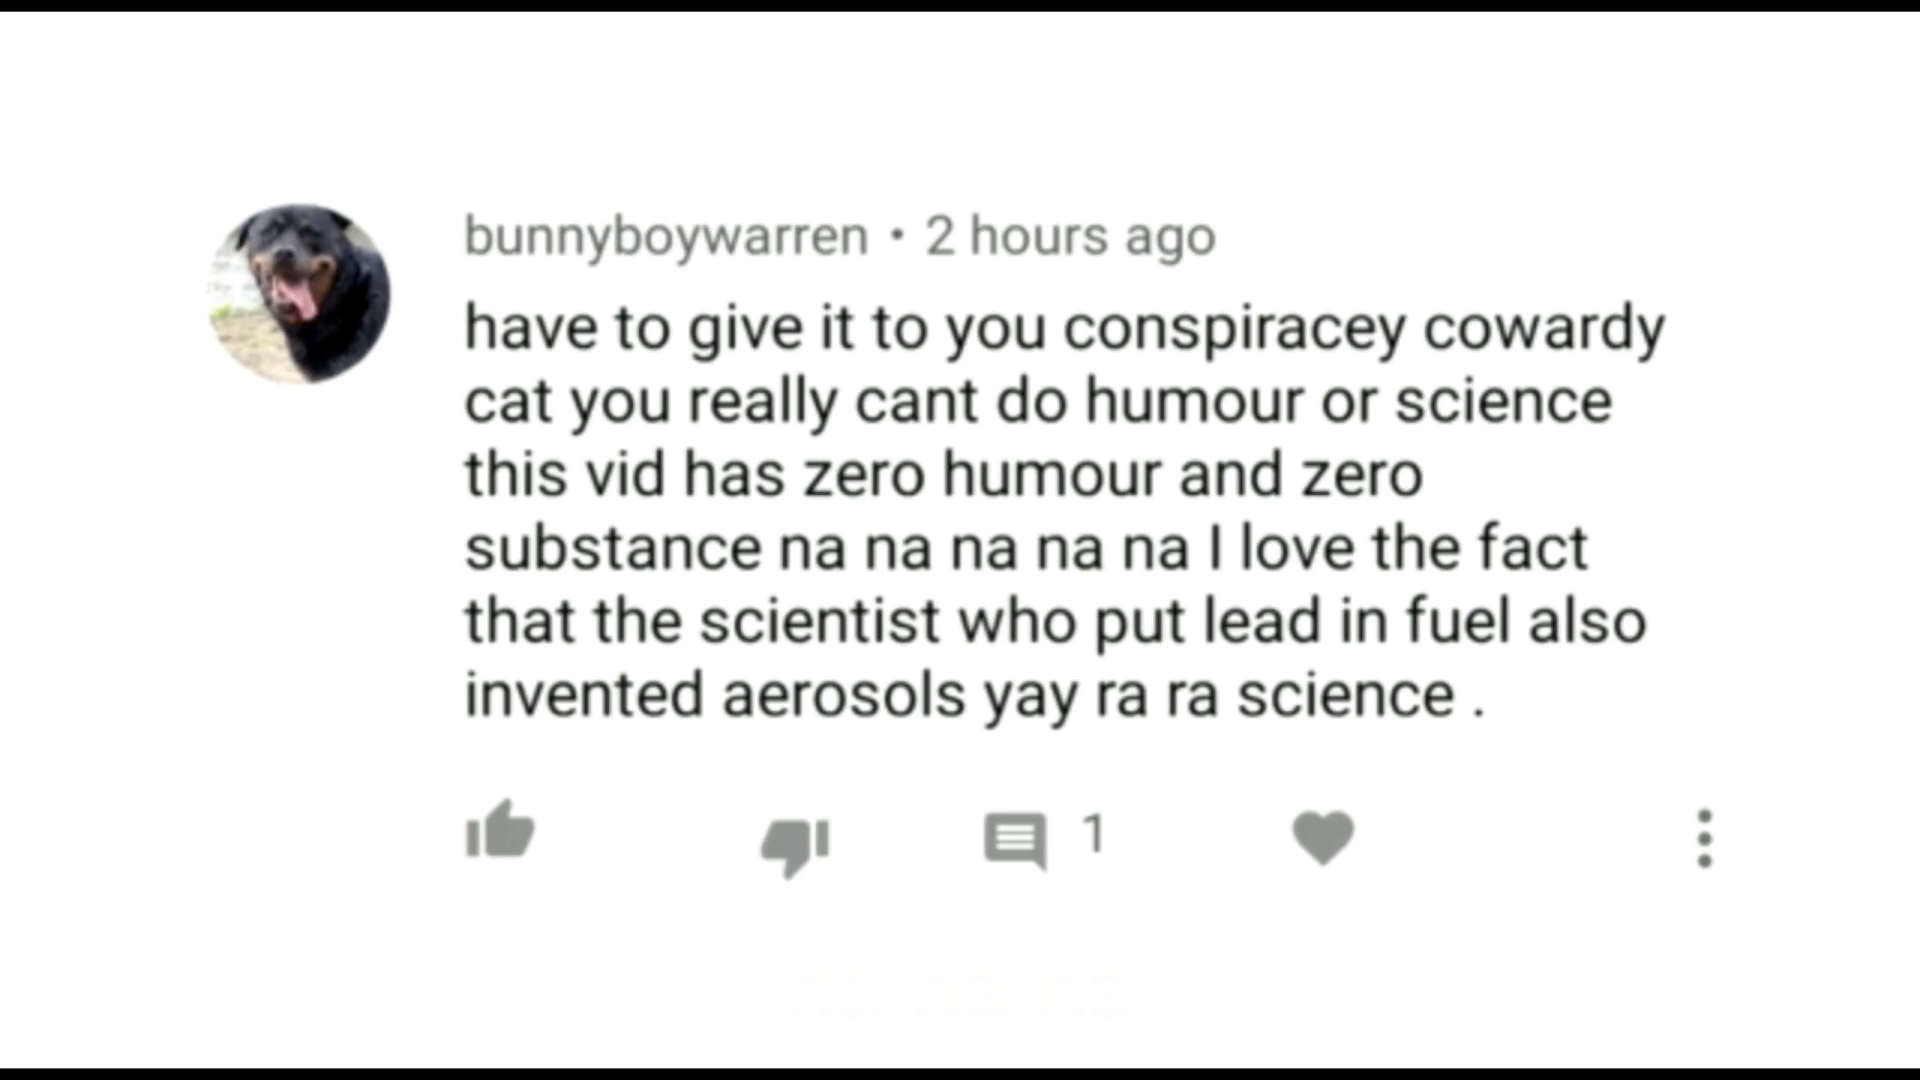 bunnyboywarren • 2 hours ago
have to give it to you conspiracey cowardy
cat you really cant do humour or science
this vid has zero humour and zero
substance na na na na na I love the fact
that the scientist who put lead in fuel also
invented aerosols yay ra ra science .
1